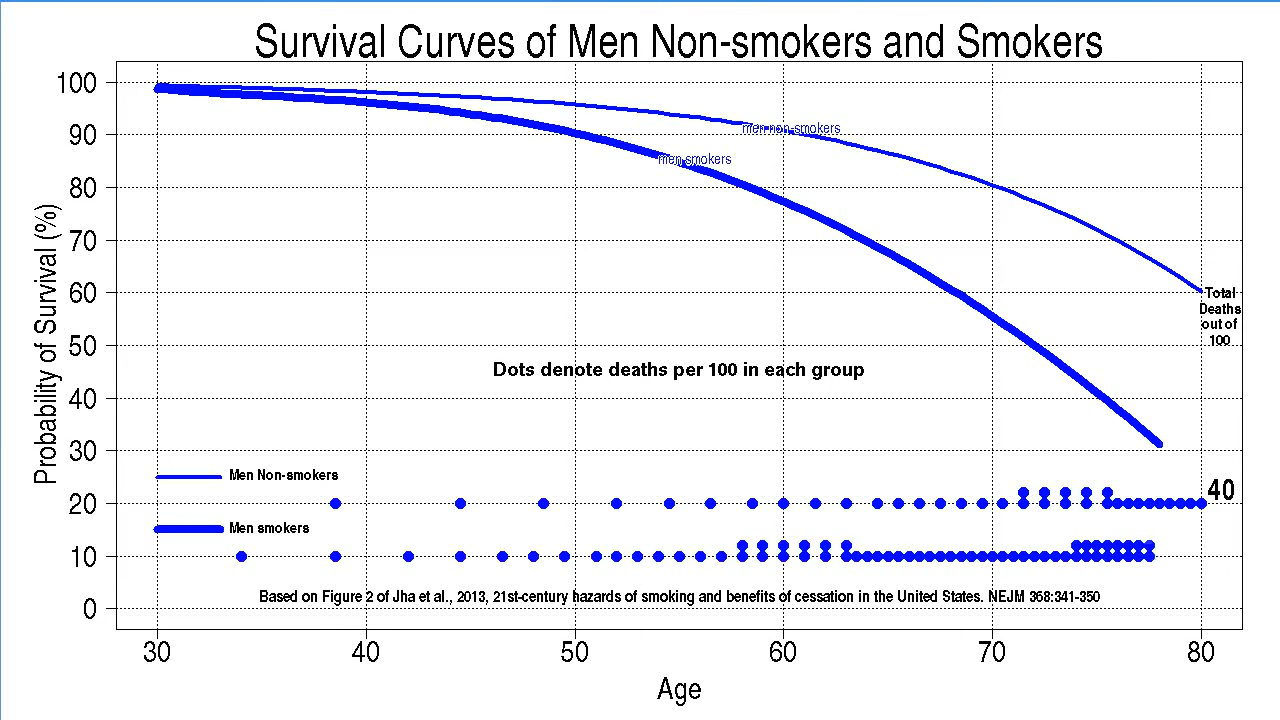 Survival Curves of Men Non-smokers and Smokers
100
90
80
70
60
50
40
30
20
10
0
Probability of Survival (%)
men non-smokers
men smokers
Total
Deaths
out of
100
Dots denote deaths per 100 in each group
Men Non-smokers
40
Men smokers
Based on Figure 2 of Jha et al., 2013, 21st-century hazards of smoking and benefits of cessation in the United States. NEJM 368:341-350
30 40 50 60 70 80
Age